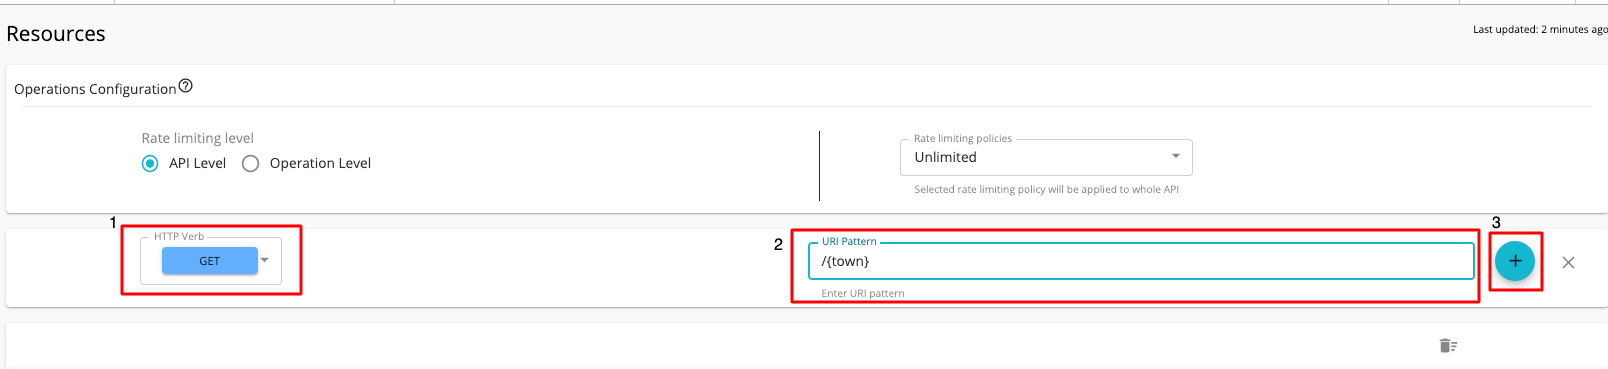 Resources
Last updated: 2 minutes ago
Operations Configuration
Rate limiting level
API Level
Operation Level
Rate limiting policies
Unlimited
Selected rate limiting policy will be applied to whole API
1
HTTP Verb
GET
2
URI Pattern
/{town}
Enter URI pattern
3
+